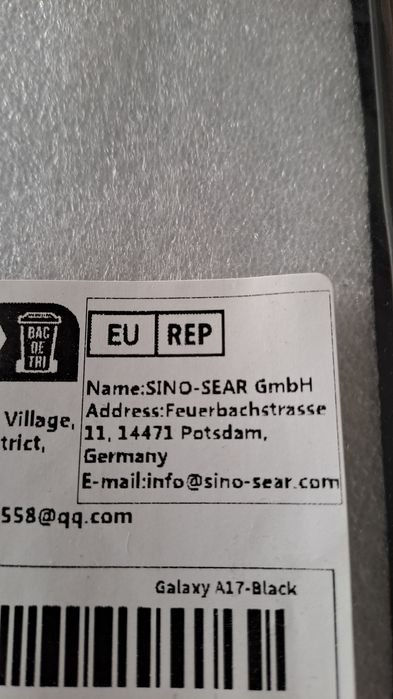 BAC
DE
TRI
EU REP
Name:SINO-SEAR GmbH
Address:Feuerbachstrasse
11, 14471 Potsdam,
Germany
E-mail:info@sino-sear.com
Village,
trict,
558@qq.com
Galaxy A17-Black